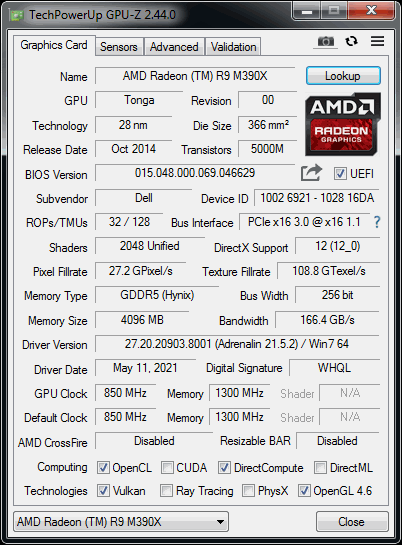 TechPowerUp GPU-Z 2.44.0
Graphics Card Sensors Advanced Validation
Name AMD Radeon (TM) R9 M390X Lookup
GPU Tonga Revision 00
AMD
RADEON
GRAPHICS
Technology 28 nm Die Size 366 mm²
Release Date Oct 2014 Transistors 5000M
BIOS Version 015.048.000.069.046629 UEFI
Subvendor Dell Device ID 1002 6921 - 1028 16DA
ROPs/TMUs 32 / 128 Bus Interface PCIe x16 3.0 @ x16 1.1 ?
Shaders 2048 Unified DirectX Support 12 (12_0)
Pixel Fillrate 27.2 GPixel/s Texture Fillrate 108.8 GTexel/s
Memory Type GDDR5 (Hynix) Bus Width 256 bit
Memory Size 4096 MB Bandwidth 166.4 GB/s
Driver Version 27.20.20903.8001 (Adrenalin 21.5.2) / Win7 64
Driver Date May 11, 2021 Digital Signature WHQL
GPU Clock 850 MHz Memory 1300 MHz Shader N/A
Default Clock 850 MHz Memory 1300 MHz Shader N/A
AMD CrossFire Disabled Resizable BAR Disabled
Computing OpenCL CUDA DirectCompute DirectML
Technologies Vulkan Ray Tracing PhysX OpenGL 4.6
AMD Radeon (TM) R9 M390X Close